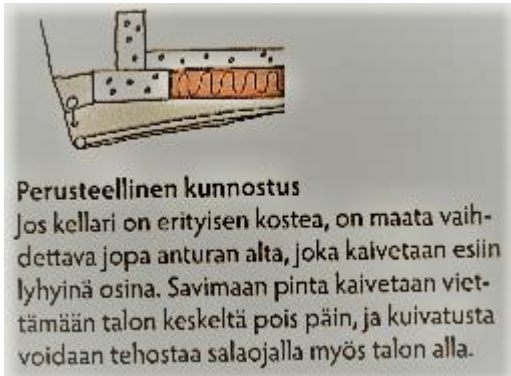 Perusteellinen kunnostus
Jos kellari on erityisen kostea, on maata vaih-
dettava jopa anturan alta, joka kaivetaan esiin
lyhyinä osina. Savimaan pinta kaivetaan viet-
tämään talon keskeltä pois päin, ja kuivatusta
voidaan tehostaa salaojalla myös talon alla.